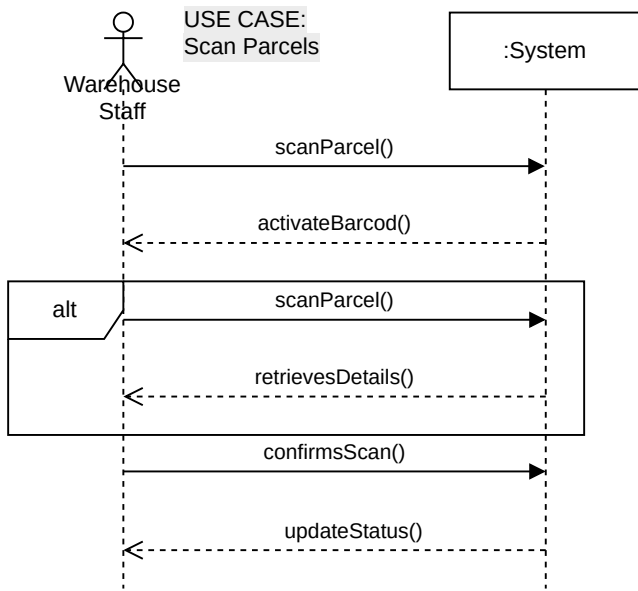 USE CASE:
Scan Parcels
:System
Warehouse
Staff
scanParcel()
activateBarcod()
alt
scanParcel()
retrievesDetails()
confirmsScan()
updateStatus()